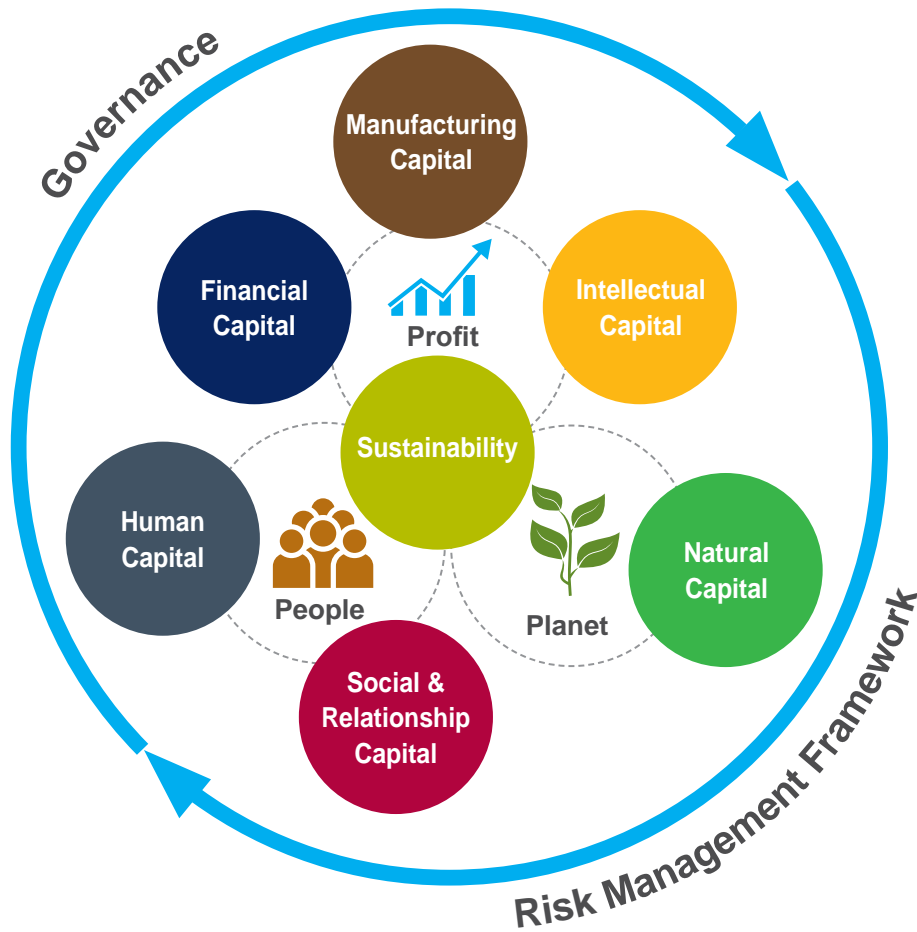 Governance
Manufacturing
Capital
Financial
Capital
Intellectual
Capital
Profit
Sustainability
Human
Capital
People
Planet
Natural
Capital
Social &
Relationship
Capital
Risk Management Framework